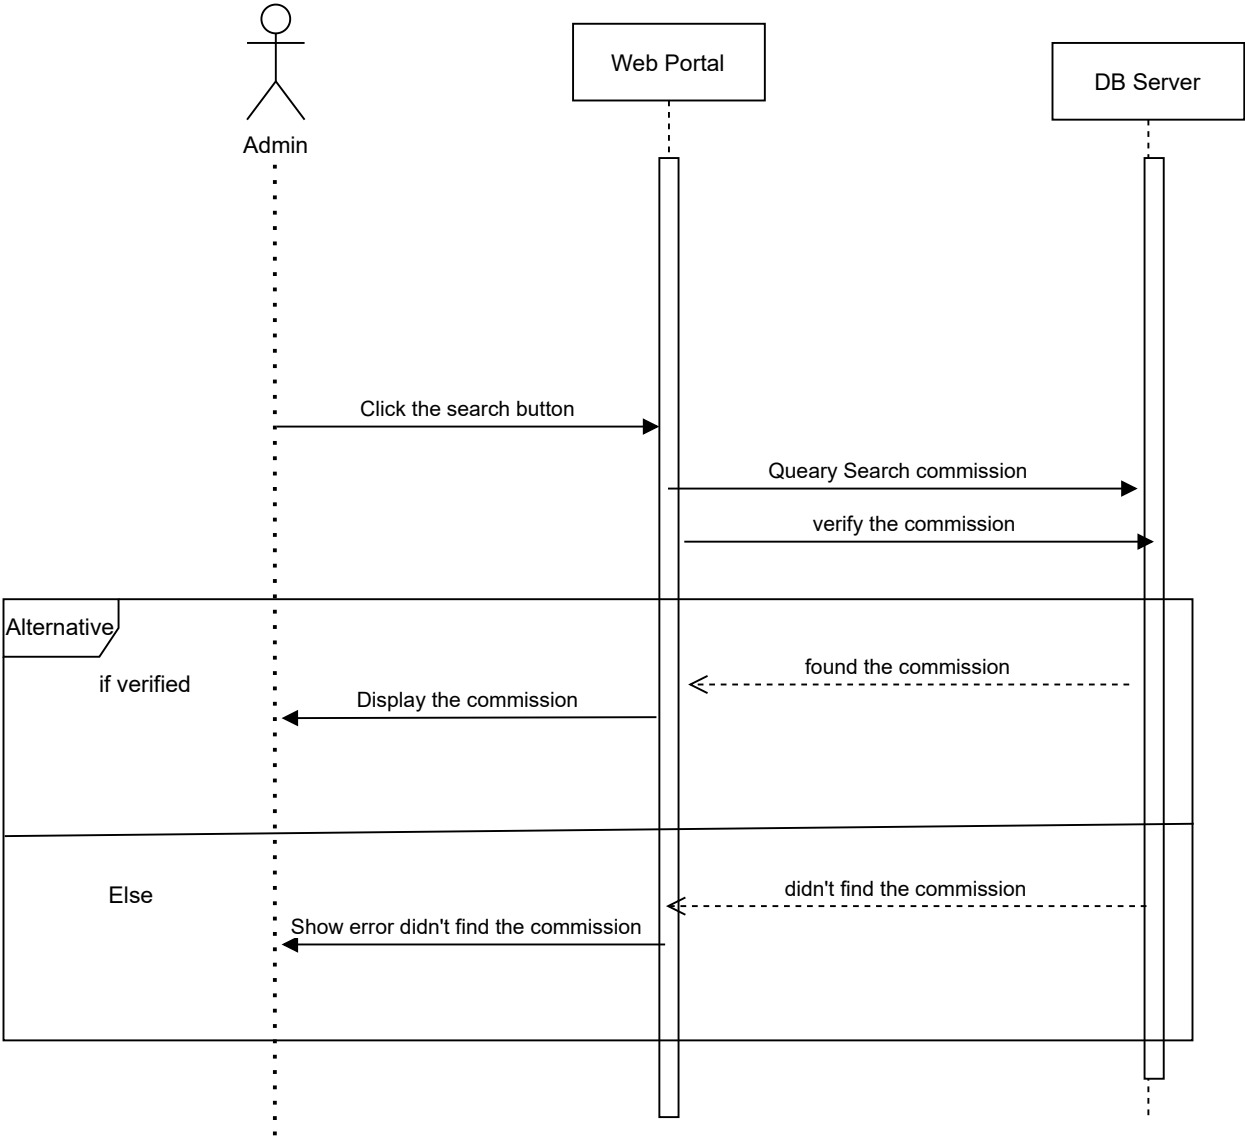 Web Portal
DB Server
Admin
Click the search button
Queary Search commission
verify the commission
Alternative
if verified
found the commission
Display the commission
Else
didn't find the commission
Show error didn't find the commission